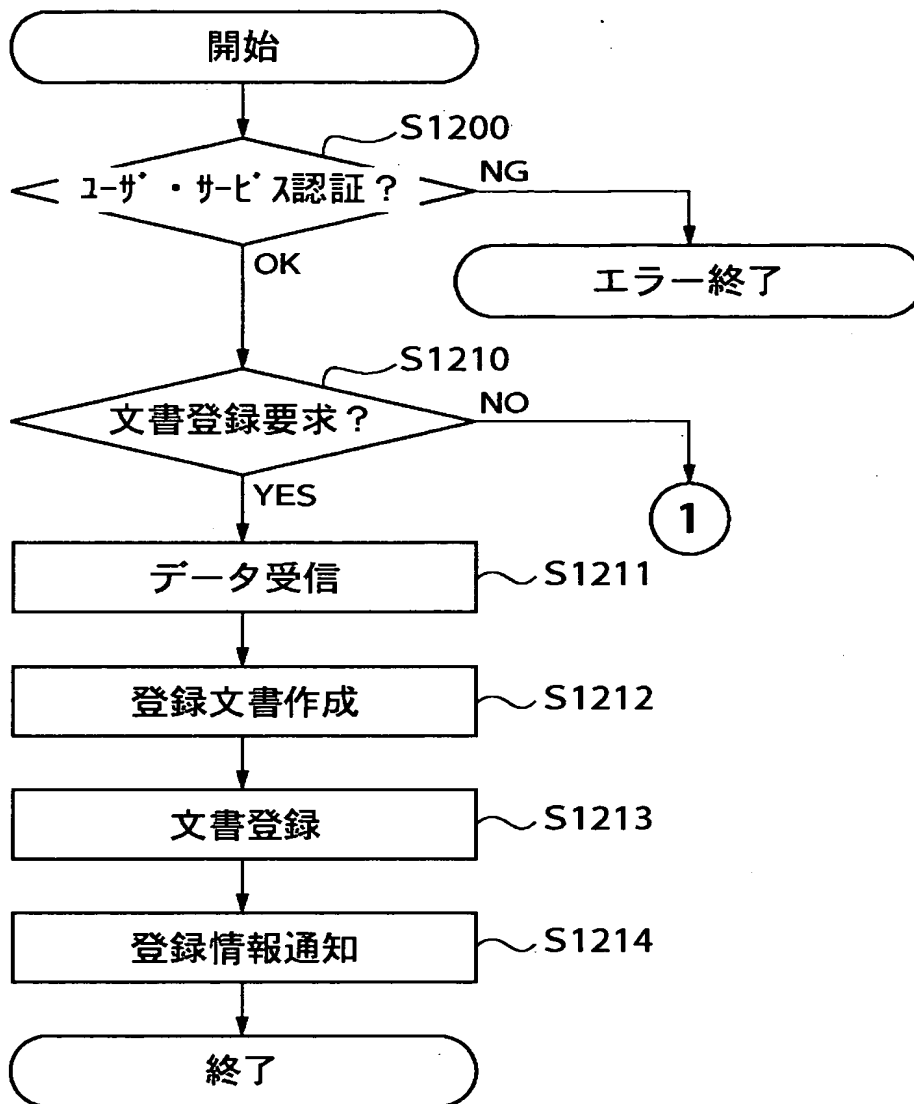 開始
S1200
ﾕｰｻﾞ・ｻｰﾋﾞｽ認証？
NG
OK
エラー終了
S1210
文書登録要求？
NO
YES
1
データ受信
S1211
登録文書作成
S1212
文書登録
S1213
登録情報通知
S1214
終了